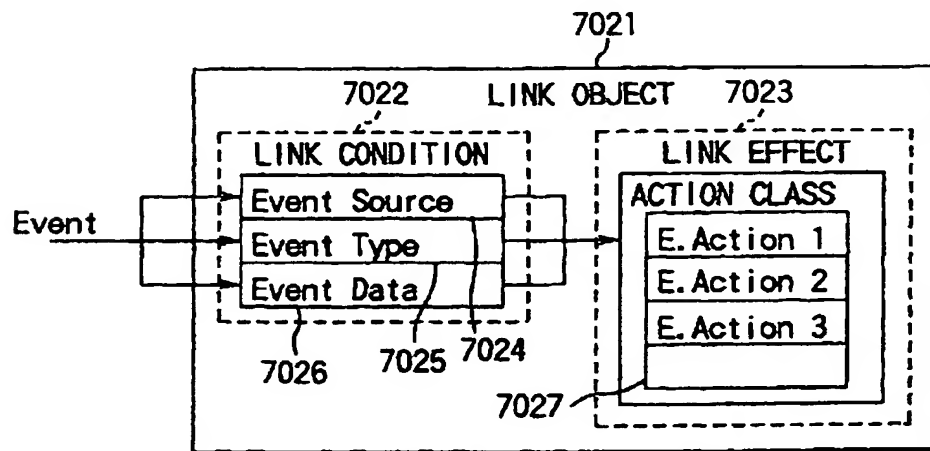 7021
7022
LINK OBJECT
7023
LINK CONDITION
LINK EFFECT
ACTION CLASS
Event Source
Event
Event Type
Event Data
E.Action 1
E.Action 2
E.Action 3
7026
7025
7024
7027